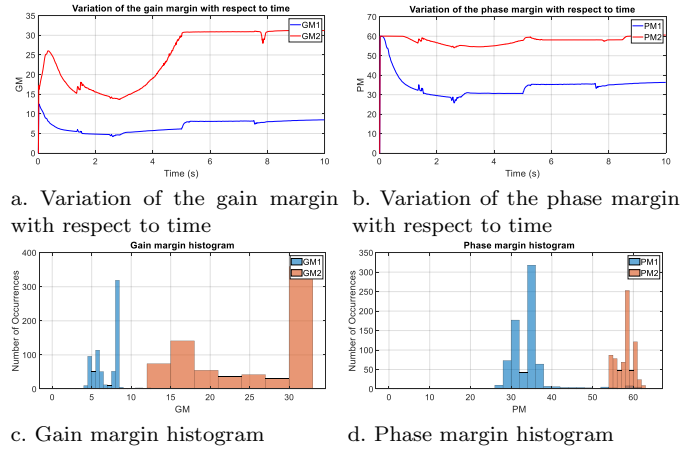 Variation of the gain margin with respect to time
GM1
GM2
35
30
25
20
15
10
5
0
GM
0 2 4 6 8 10
Time (s)
Variation of the phase margin with respect to time
PM1
PM2
70
60
50
40
30
20
10
0
PM
0 2 4 6 8 10
Time (s)
a. Variation of the gain margin
with respect to time
b. Variation of the phase margin
with respect to time
Gain margin histogram
GM1
GM2
400
300
200
100
0
Number of Occurrences
0 5 10 15 20 25 30
GM
Phase margin histogram
PM1
PM2
350
300
250
200
150
100
50
0
Number of Occurrences
0 10 20 30 40 50 60
PM
c. Gain margin histogram
d. Phase margin histogram